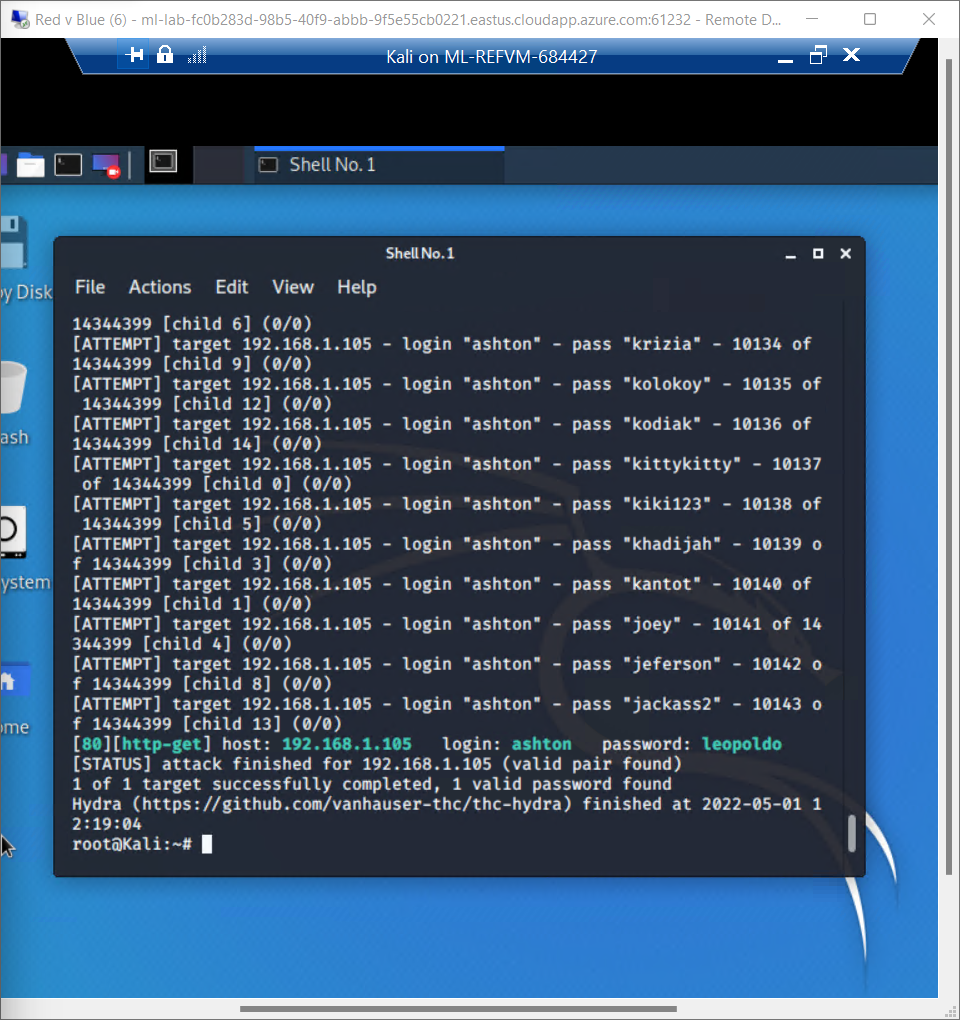 Red v Blue (6) - ml-lab-fc0b283d-98b5-40f9-abbb-9f5e55cb0221.eastus.cloudapp.azure.com:61232 - Remote D...
Kali on ML-REFVM-684427
Shell No. 1
Shell No. 1
File Actions Edit View Help
py Disk
ash
ystem
ome
14344399 [child 6] (0/0)
[ATTEMPT] target 192.168.1.105 - login "ashton" - pass "krizia" - 10134 of
14344399 [child 9] (0/0)
[ATTEMPT] target 192.168.1.105 - login "ashton" - pass "kolokoy" - 10135 of
14344399 [child 12] (0/0)
[ATTEMPT] target 192.168.1.105 - login "ashton" - pass "kodiak" - 10136 of
14344399 [child 14] (0/0)
[ATTEMPT] target 192.168.1.105 - login "ashton" - pass "kittykitty" - 10137
of 14344399 [child 0] (0/0)
[ATTEMPT] target 192.168.1.105 - login "ashton" - pass "kiki123" - 10138 of
14344399 [child 5] (0/0)
[ATTEMPT] target 192.168.1.105 - login "ashton" - pass "khadijah" - 10139 o
f 14344399 [child 3] (0/0)
[ATTEMPT] target 192.168.1.105 - login "ashton" - pass "kantot" - 10140 of
14344399 [child 1] (0/0)
[ATTEMPT] target 192.168.1.105 - login "ashton" - pass "joey" - 10141 of 14
344399 [child 4] (0/0)
[ATTEMPT] target 192.168.1.105 - login "ashton" - pass "jeferson" - 10142 o
f 14344399 [child 8] (0/0)
[ATTEMPT] target 192.168.1.105 - login "ashton" - pass "jackass2" - 10143 o
f 14344399 [child 13] (0/0)
[80][http-get] host: 192.168.1.105 login: ashton password: leopoldo
[STATUS] attack finished for 192.168.1.105 (valid pair found)
1 of 1 target successfully completed, 1 valid password found
Hydra (https://github.com/vanhauser-thc/thc-hydra) finished at 2022-05-01 1
2:19:04
root@Kali:~#